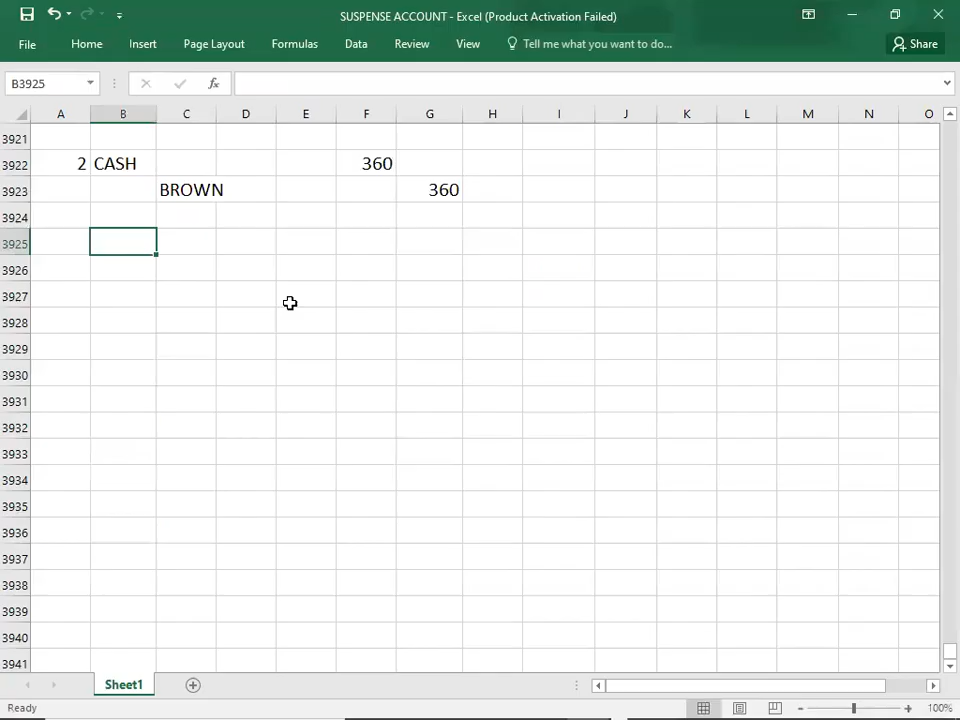 SUSPENSE ACCOUNT - Excel (Product Activation Failed)
File Home Insert Page Layout Formulas Data Review View Tell me what you want to do... Share
B3925 fx
A B C D E F G H I J K L M N O
3921
3922 2 CASH 360
3923 BROWN 360
3924
3925
3926
3927
3928
3929
3930
3931
3932
3933
3934
3935
3936
3937
3938
3939
3940
3941
Sheet1
Ready 100%